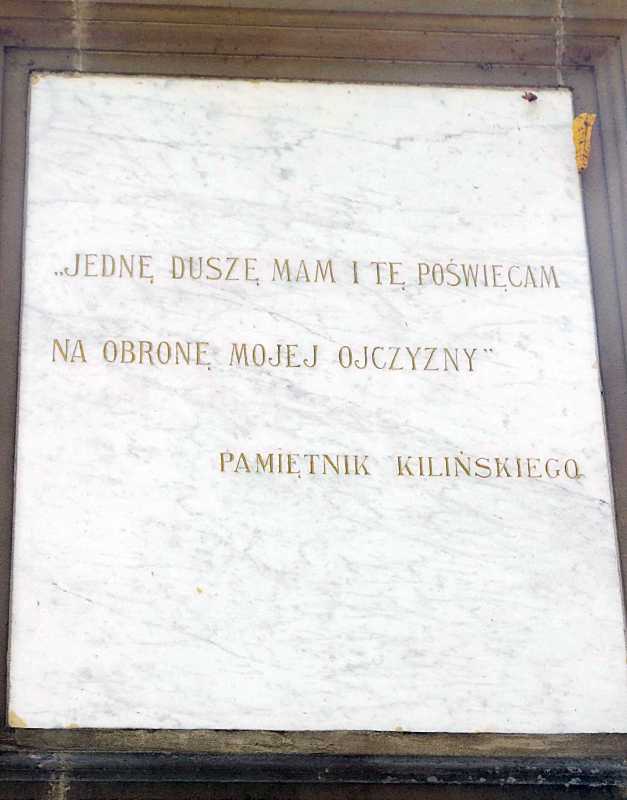 „JEDNĘ DUSZĘ MAM I TĘ POŚWIĘCAM
NA OBRONĘ MOJEJ OJCZYZNY”
PAMIĘTNIK KILIŃSKIEGO